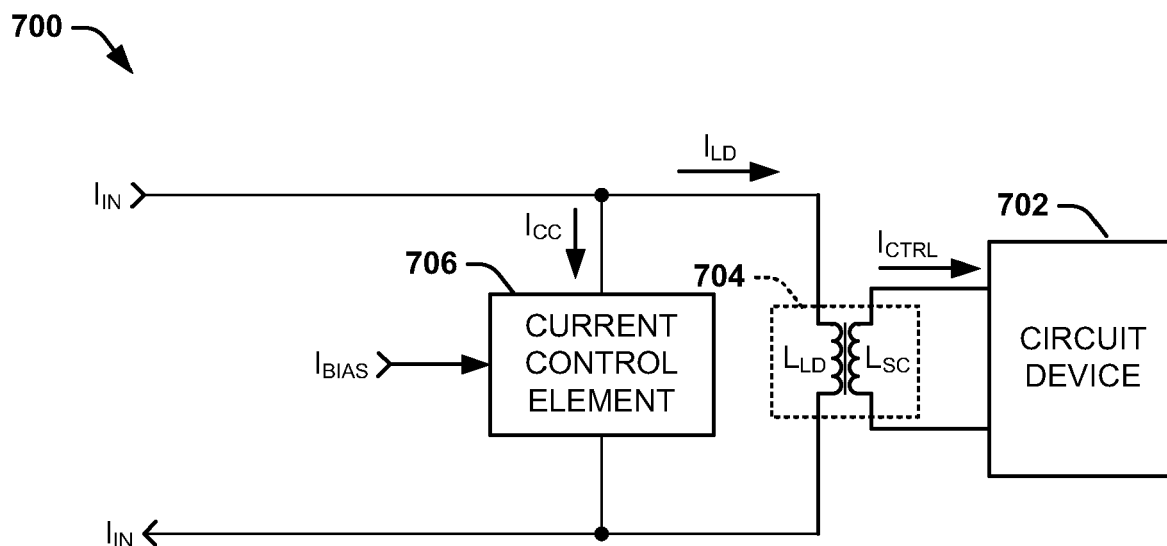 700
I_LD
I_IN
702
I_CC
I_CTRL
706
704
CURRENT
CONTROL
ELEMENT
I_BIAS
L_LD
L_SC
CIRCUIT
DEVICE
I_IN